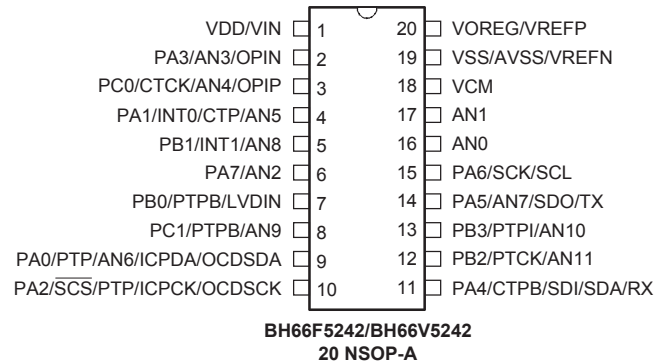 VDD/VIN 1 20 VOREG/VREFP
PA3/AN3/OPIN 2 19 VSS/AVSS/VREFN
PC0/CTCK/AN4/OPIP 3 18 VCM
PA1/INT0/CTP/AN5 4 17 AN1
PB1/INT1/AN8 5 16 AN0
PA7/AN2 6 15 PA6/SCK/SCL
PB0/PTPB/LVDIN 7 14 PA5/AN7/SDO/TX
PC1/PTPB/AN9 8 13 PB3/PTPI/AN10
PA0/PTP/AN6/ICPDA/OCDSDA 9 12 PB2/PTCK/AN11
PA2/SCS/PTP/ICPCK/OCDSCK 10 11 PA4/CTPB/SDI/SDA/RX
BH66F5242/BH66V5242
20 NSOP-A